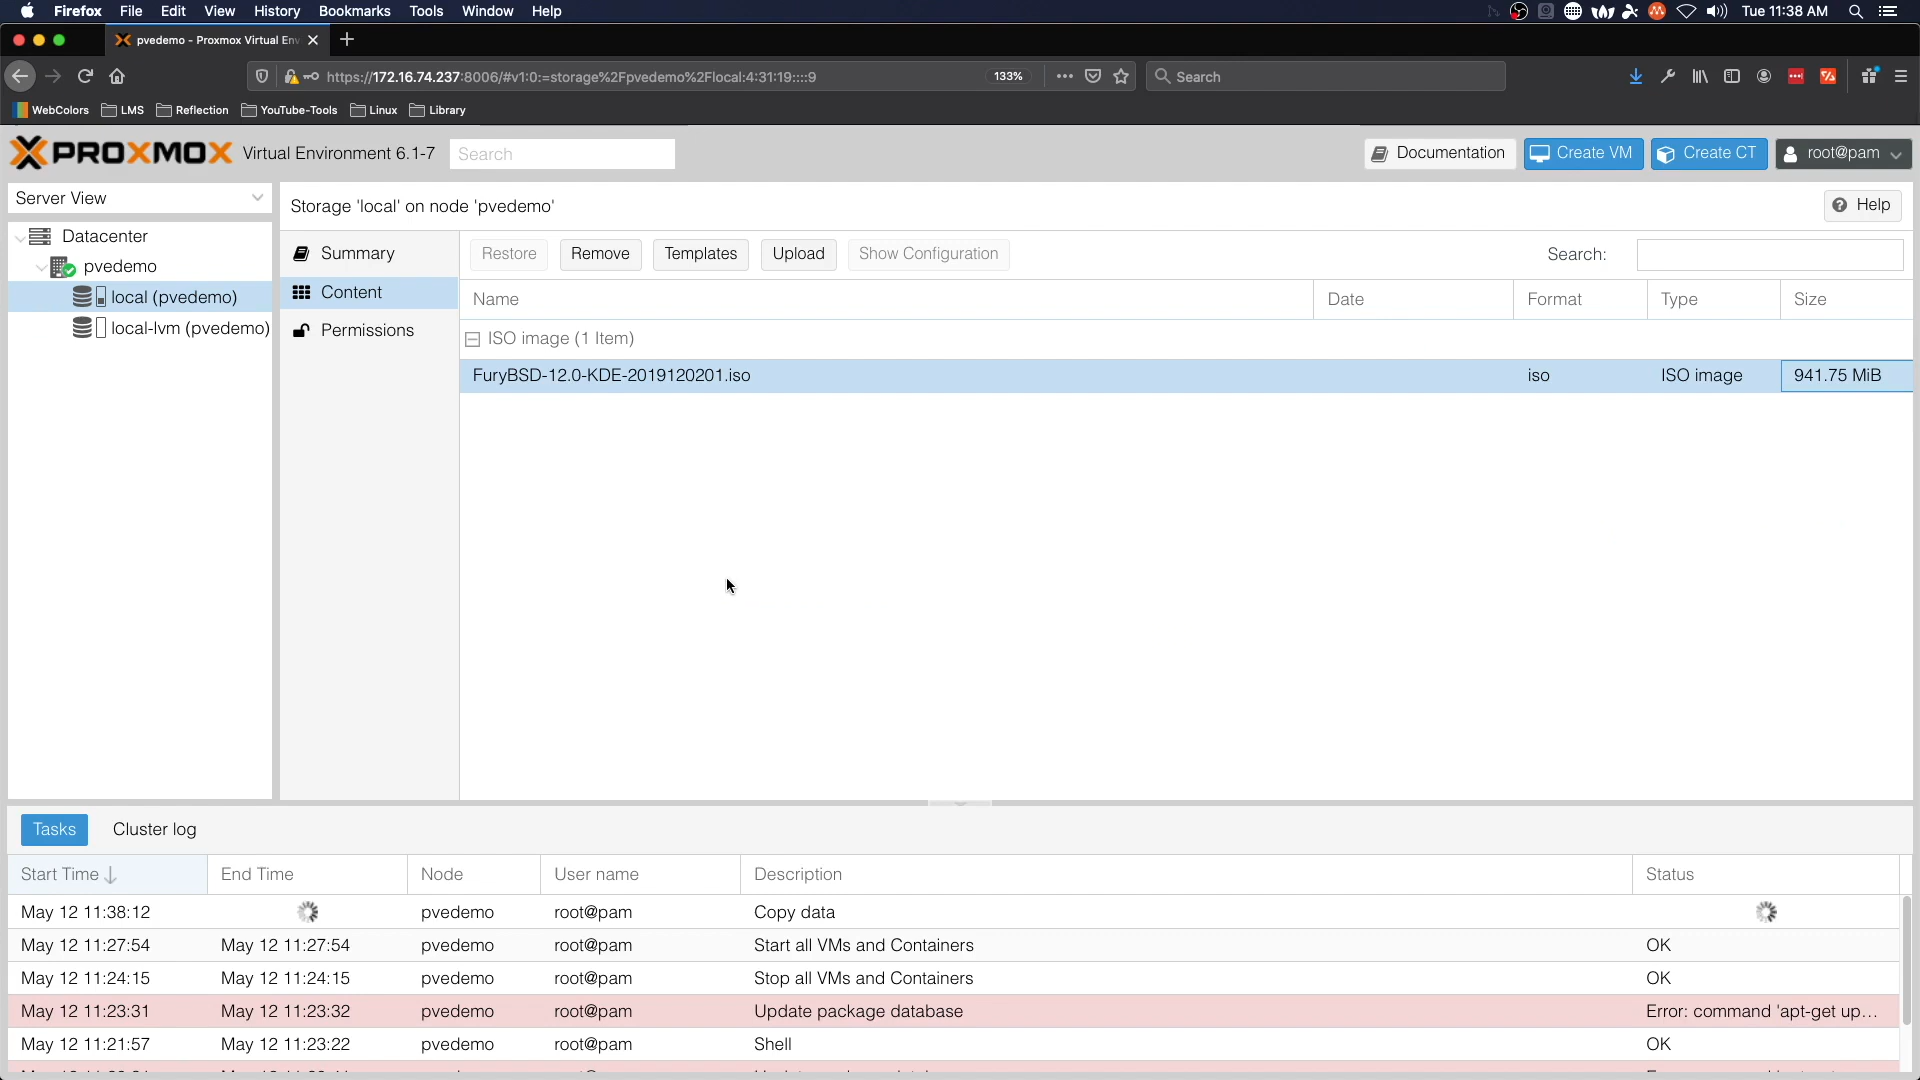 Firefox File Edit View History Bookmarks Tools Window Help Tue 11:38 AM
pvedemo - Proxmox Virtual Env
https://172.16.74.237:8006/#v1:0:=storage%2Fpvedemo%2Flocal:4:31:19::::9 133% Search
WebColors LMS Reflection YouTube-Tools Linux Library
PROXMOX Virtual Environment 6.1-7 Search Documentation Create VM Create CT root@pam
Server View
Storage 'local' on node 'pvedemo' Help
Datacenter
pvedemo
local (pvedemo)
local-lvm (pvedemo)
Summary
Content
Permissions
Restore Remove Templates Upload Show Configuration Search:
Name Date Format Type Size
ISO image (1 Item)
FuryBSD-12.0-KDE-2019120201.iso iso ISO image 941.75 MiB
Tasks Cluster log
Start Time End Time Node User name Description Status
May 12 11:38:12 pvedemo root@pam Copy data
May 12 11:27:54 May 12 11:27:54 pvedemo root@pam Start all VMs and Containers OK
May 12 11:24:15 May 12 11:24:15 pvedemo root@pam Stop all VMs and Containers OK
May 12 11:23:31 May 12 11:23:32 pvedemo root@pam Update package database Error: command 'apt-get up...
May 12 11:21:57 May 12 11:23:22 pvedemo root@pam Shell OK